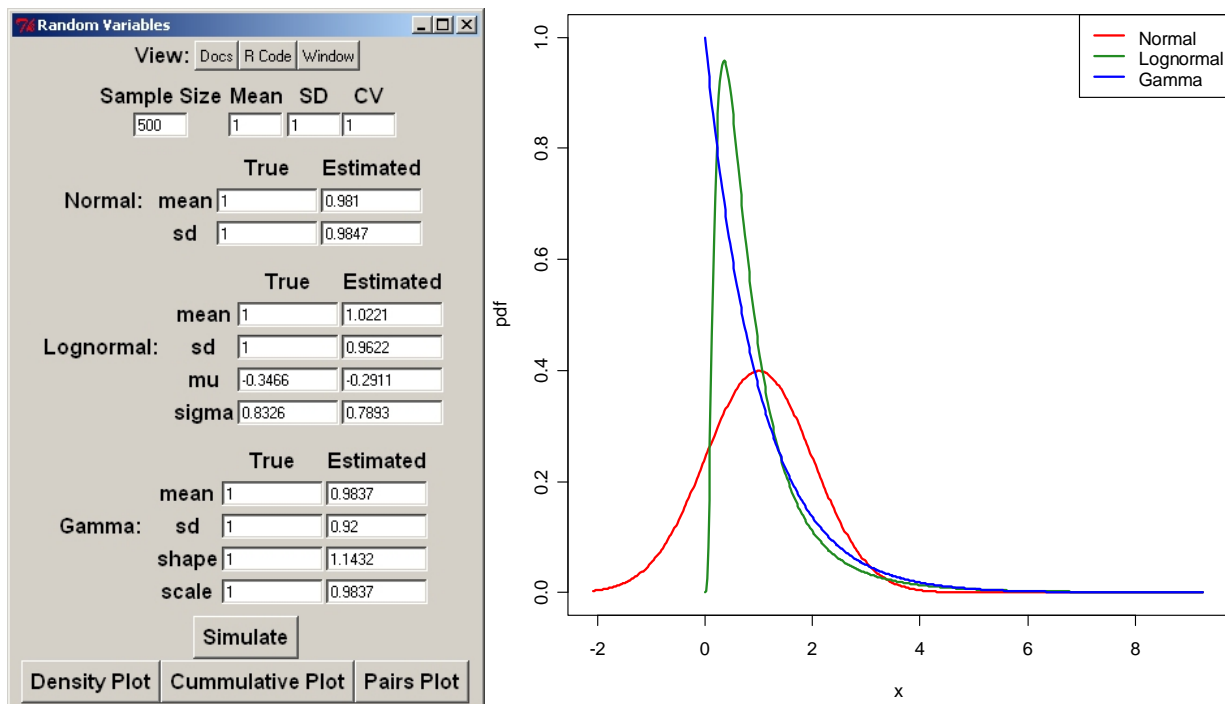 Random Variables
View: Docs R Code Window
Sample Size Mean SD CV
500 1 1 1
True Estimated
Normal: mean 1 0.981
sd 1 0.9847
True Estimated
mean 1 1.0221
Lognormal: sd 1 0.9622
mu -0.3466 -0.2911
sigma 0.8326 0.7893
True Estimated
mean 1 0.9837
Gamma: sd 1 0.92
shape 1 1.1432
scale 1 0.9837
Simulate
Density Plot Cummulative Plot Pairs Plot
Normal
Lognormal
Gamma
pdf
1.0
0.8
0.6
0.4
0.2
0.0
-2 0 2 4 6 8
x